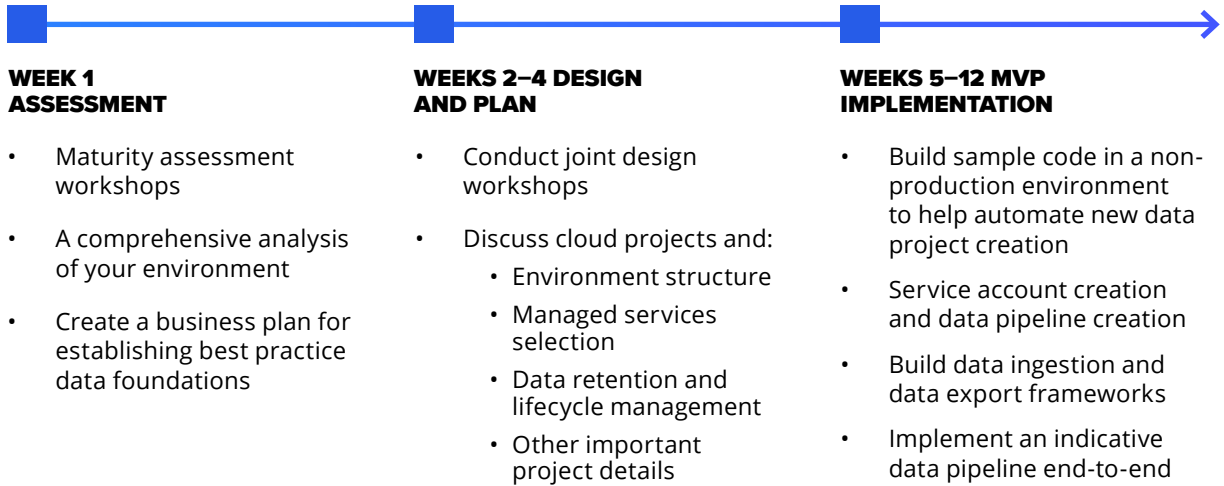 WEEK 1
ASSESSMENT
• Maturity assessment
workshops
• A comprehensive analysis
of your environment
• Create a business plan for
establishing best practice
data foundations
WEEKS 2–4 DESIGN
AND PLAN
• Conduct joint design
workshops
• Discuss cloud projects and:
• Environment structure
• Managed services
selection
• Data retention and
lifecycle management
• Other important
project details
WEEKS 5–12 MVP
IMPLEMENTATION
• Build sample code in a non-
production environment
to help automate new data
project creation
• Service account creation
and data pipeline creation
• Build data ingestion and
data export frameworks
• Implement an indicative
data pipeline end-to-end